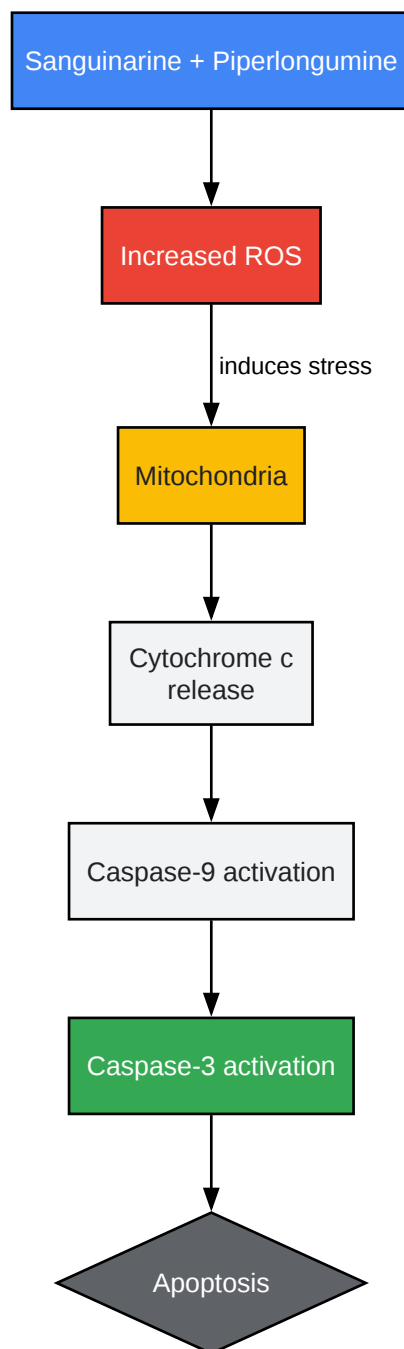 Sanguinarine + Piperlongumine
Increased ROS
induces stress
Mitochondria
Cytochrome c
release
Caspase-9 activation
Caspase-3 activation
Apoptosis